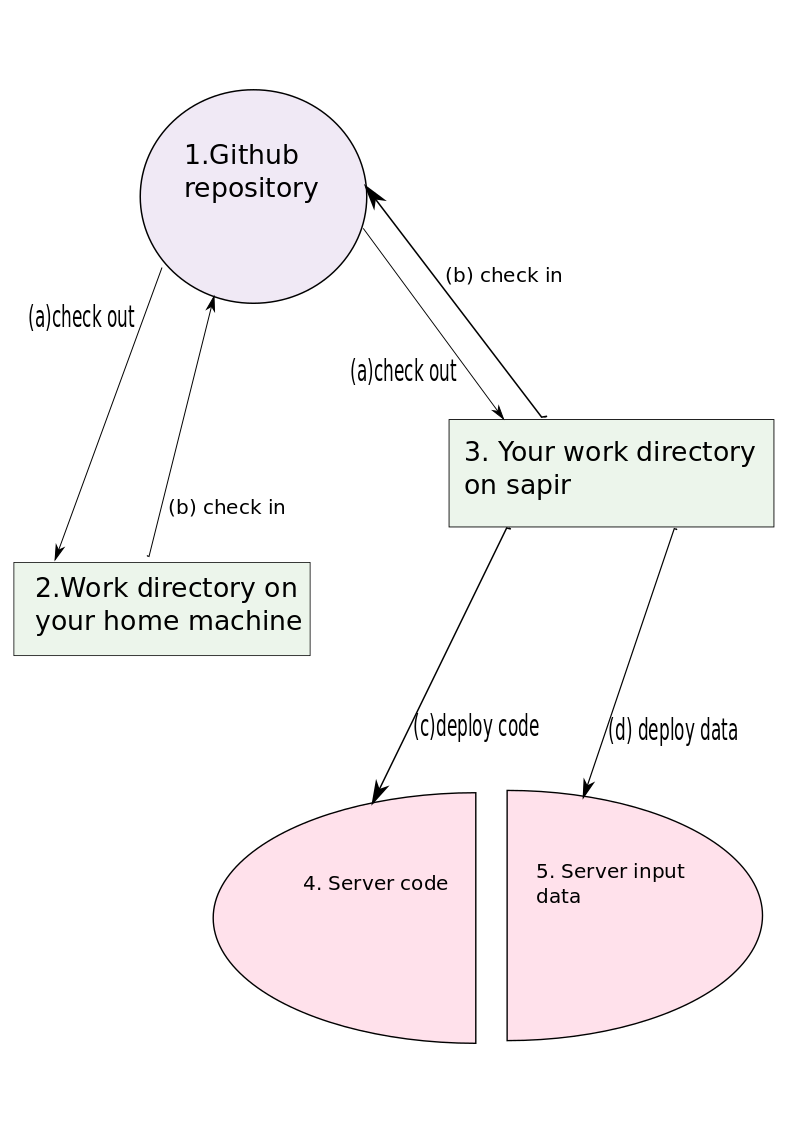 1.Github
repository
(b) check in
(a)check out
(a)check out
3. Your work directory
on sapir
(b) check in
2.Work directory on
your home machine
(c)deploy code
(d) deploy data
4. Server code
5. Server input
data